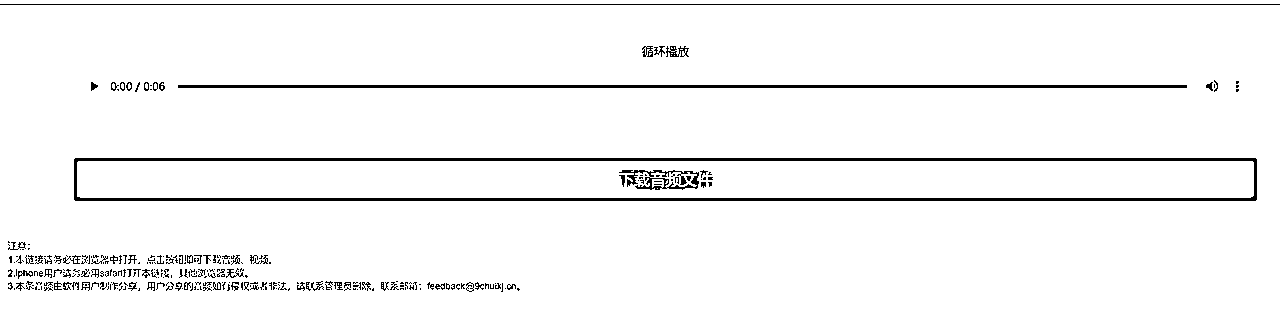 循环播放
0:00 / 0:06
下载音频文件
注意：
1.本链接请务必在浏览器中打开，点击按钮即可下载音频、视频。
2.iphone用户请务必用safari打开本链接，其他浏览器无效。
3.本条音频由软件用户制作分享，用户分享的音频如有侵权或者非法，请联系管理员删除，联系邮箱：feedback@9chuikj.cn。